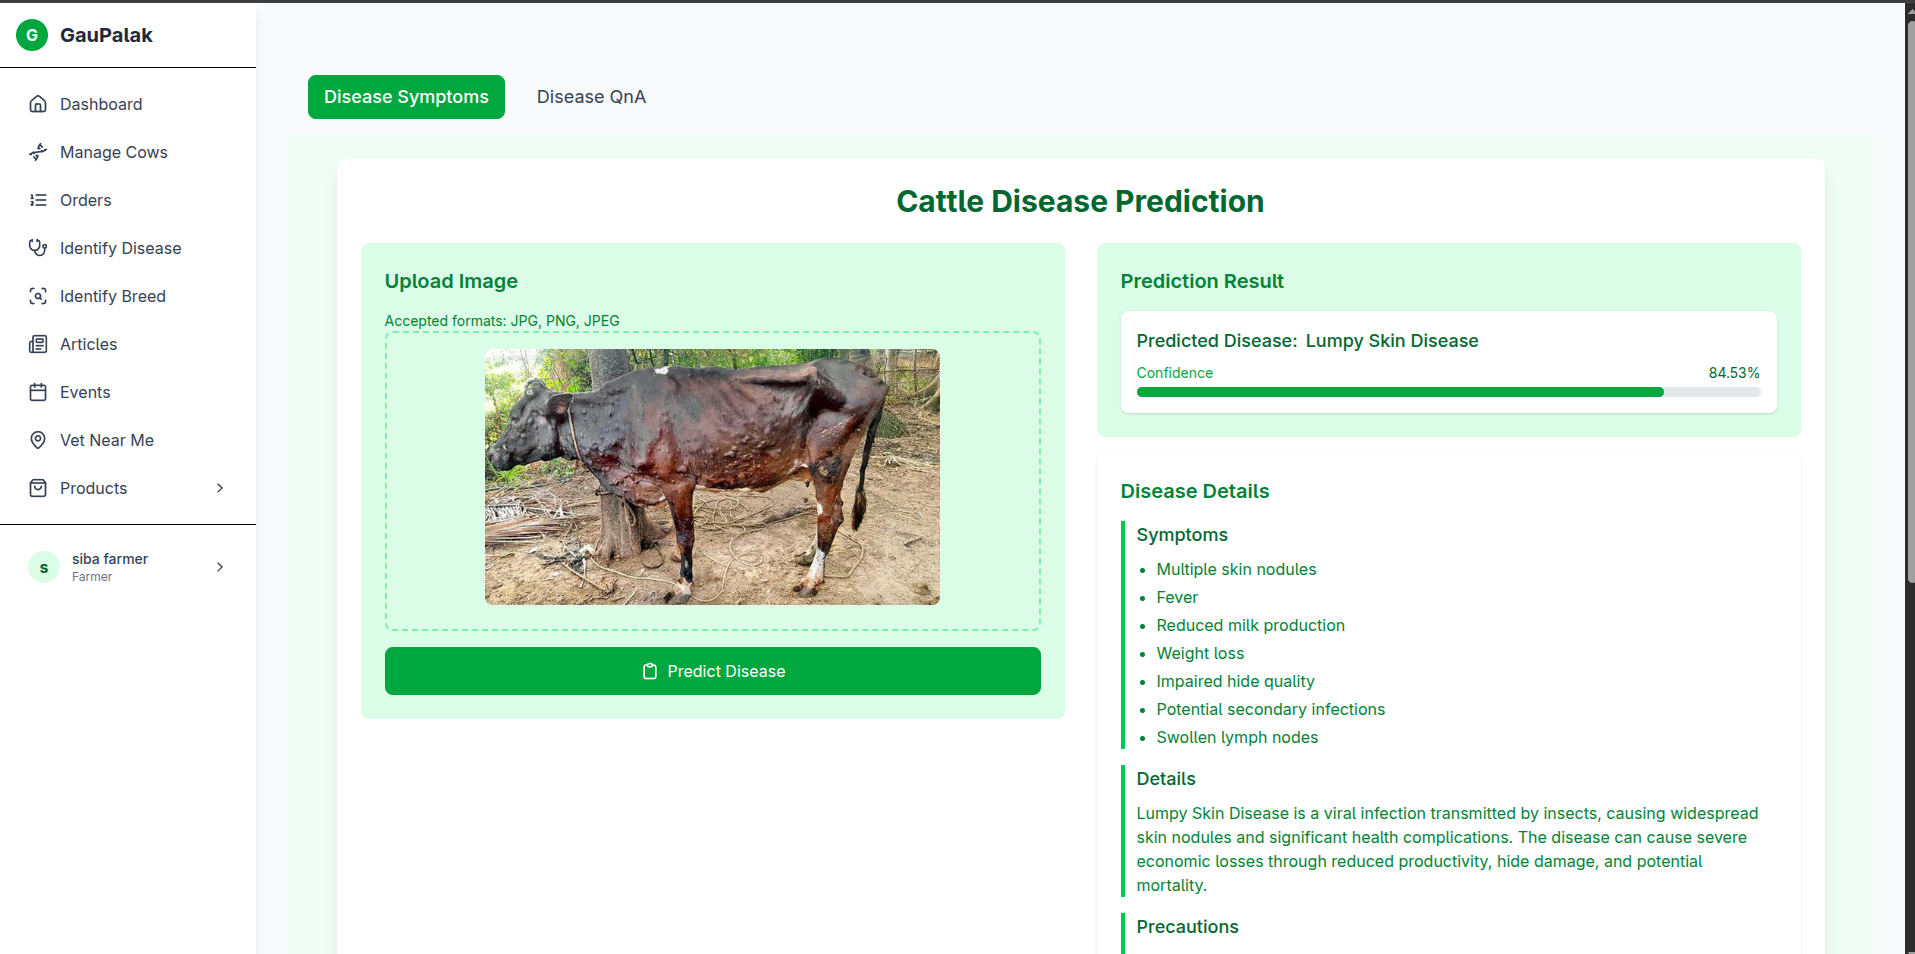 G GauPalak
Dashboard
Manage Cows
Orders
Identify Disease
Identify Breed
Articles
Events
Vet Near Me
Products
s
siba farmer
Farmer
Disease Symptoms
Disease QnA
Cattle Disease Prediction
Upload Image
Accepted formats: JPG, PNG, JPEG
Predict Disease
Prediction Result
Predicted Disease: Lumpy Skin Disease
Confidence 84.53%
Disease Details
Symptoms
• Multiple skin nodules
• Fever
• Reduced milk production
• Weight loss
• Impaired hide quality
• Potential secondary infections
• Swollen lymph nodes
Details
Lumpy Skin Disease is a viral infection transmitted by insects, causing widespread
skin nodules and significant health complications. The disease can cause severe
economic losses through reduced productivity, hide damage, and potential
mortality.
Precautions